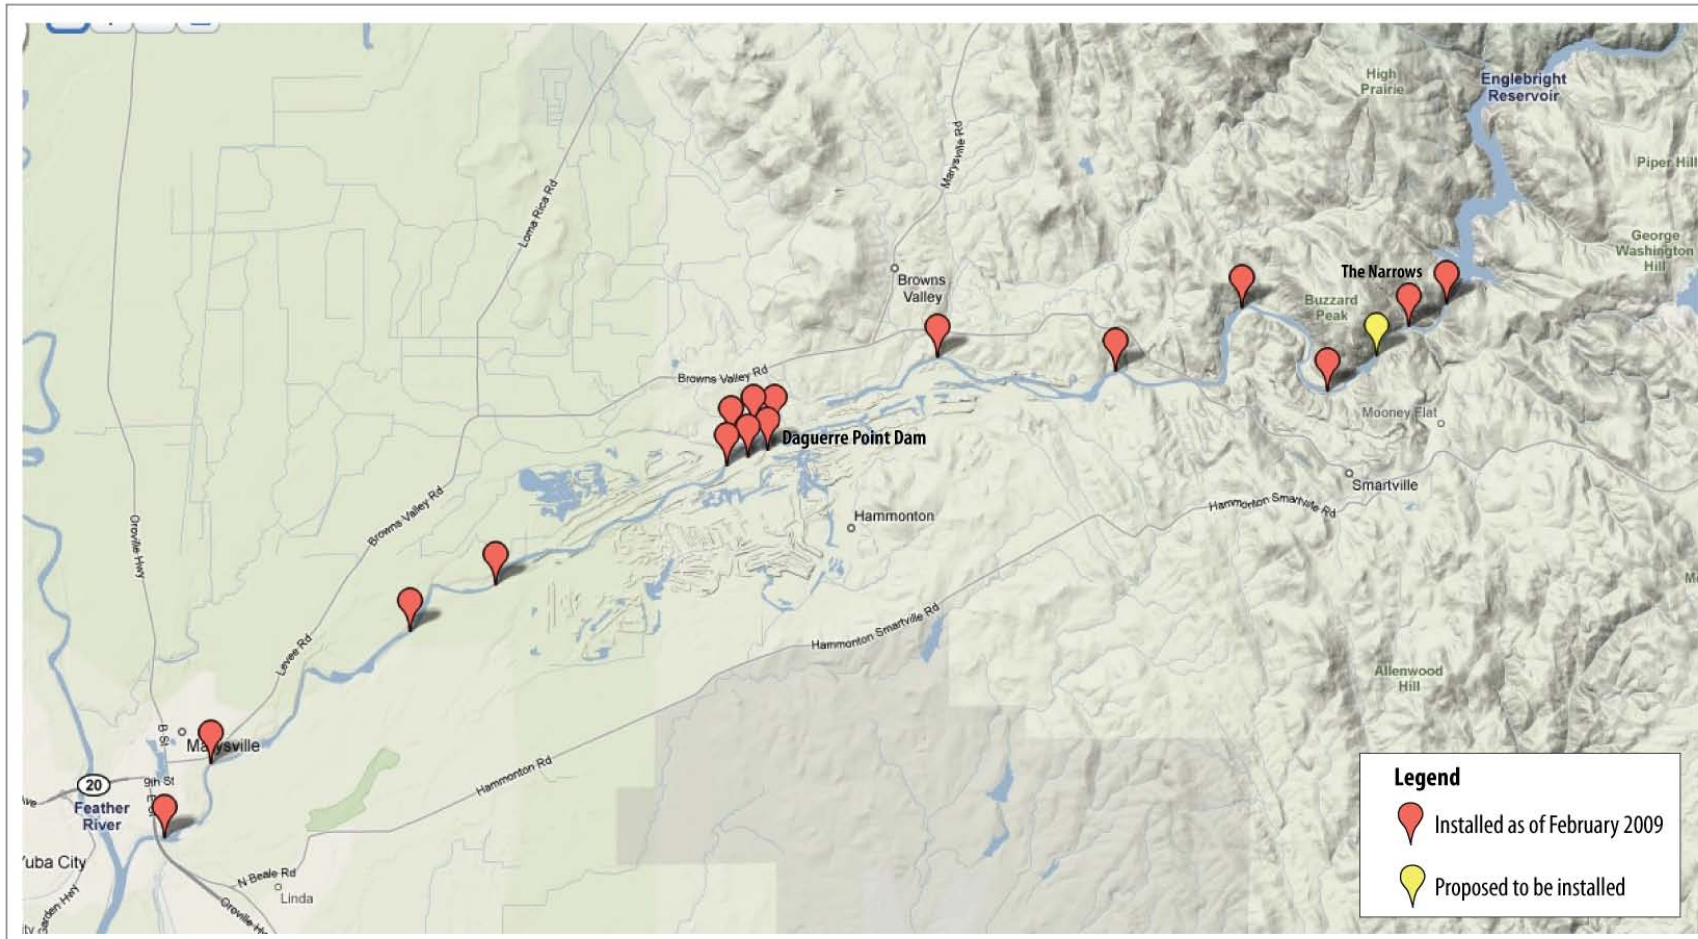 High
Prairie
Englebright
Reservoir
Marysville Rd
Piper Hill
Loma Rica Rd
George
Washington
Hill
The Narrows
Browns
Valley
Buzzard
Peak
Browns Valley Rd
Mooney Flat
Daguerre Point Dam
Smartville
Hammonton Smartville Rd
Hammonton
Browns Valley Rd
Oroville Hwy
Hammonton Smartville Rd
Levee Rd
Allenwood
Hill
B St
Marysville
Hammonton Rd
20
9th St
Feather
River
Yuba City
N Beale Rd
Linda
Garden Hwy
Legend
Installed as of February 2009
Proposed to be installed